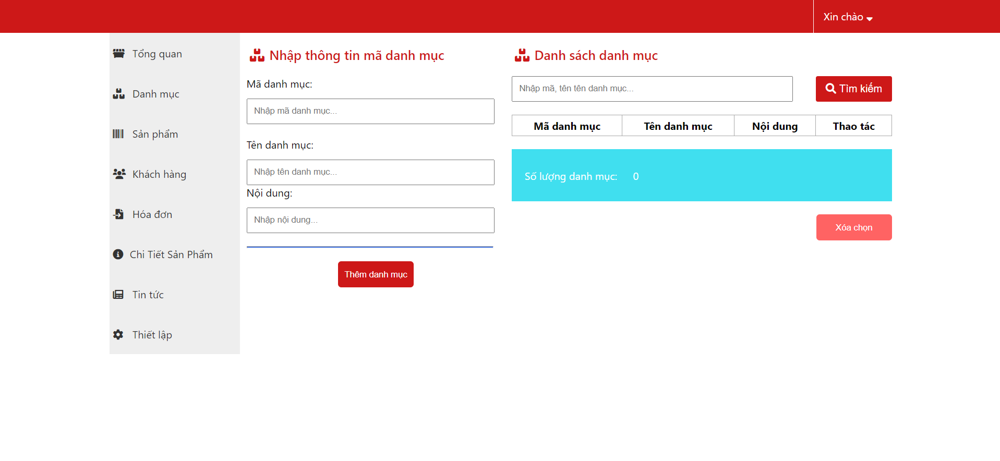 Xin chào
Tổng quan
Danh mục
Sản phẩm
Khách hàng
Hóa đơn
Chi Tiết Sản Phẩm
Tin tức
Thiết lập
Nhập thông tin mã danh mục
Mã danh mục:
Nhập mã danh mục...
Tên danh mục:
Nhập tên danh mục...
Nội dung:
Nhập nội dung...
Thêm danh mục
Danh sách danh mục
Nhập mã, tên tên danh mục...
Tìm kiếm
Mã danh mục Tên danh mục Nội dung Thao tác
Số lượng danh mục: 0
Xóa chọn